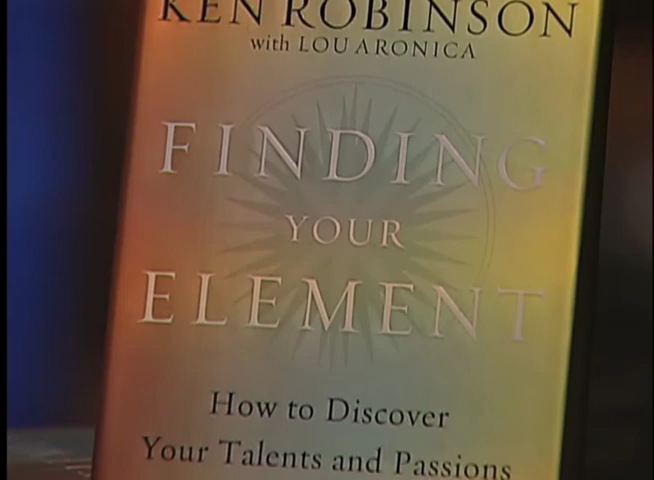 KEN ROBINSON
with LOU ARONICA
FINDING
YOUR
ELEMENT
How to Discover
Your Talents and Passions